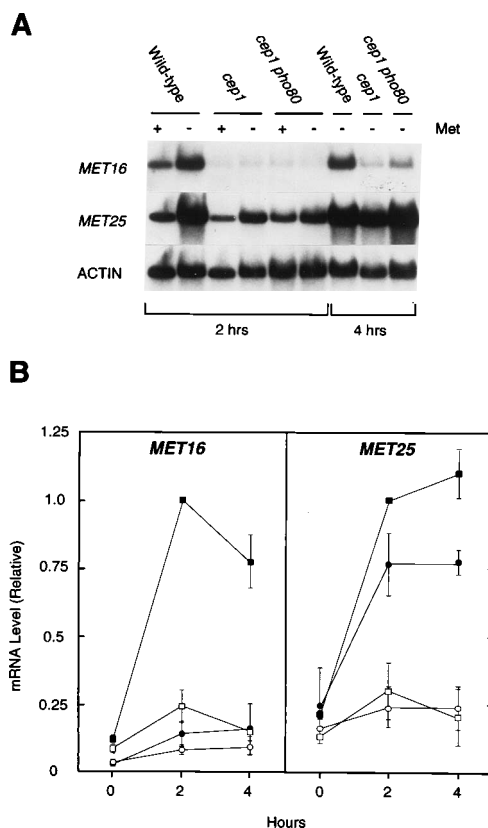 A
Wild-type cep1 cep1 pho80 Wild-type cep1 cep1 pho80
+ - + - + - - - - Met
MET16
MET25
ACTIN
2 hrs 4 hrs
B
MET16 MET25
1.25
1.0
0.75
0.5
0.25
0
mRNA Level (Relative)
0 2 4 0 2 4
Hours